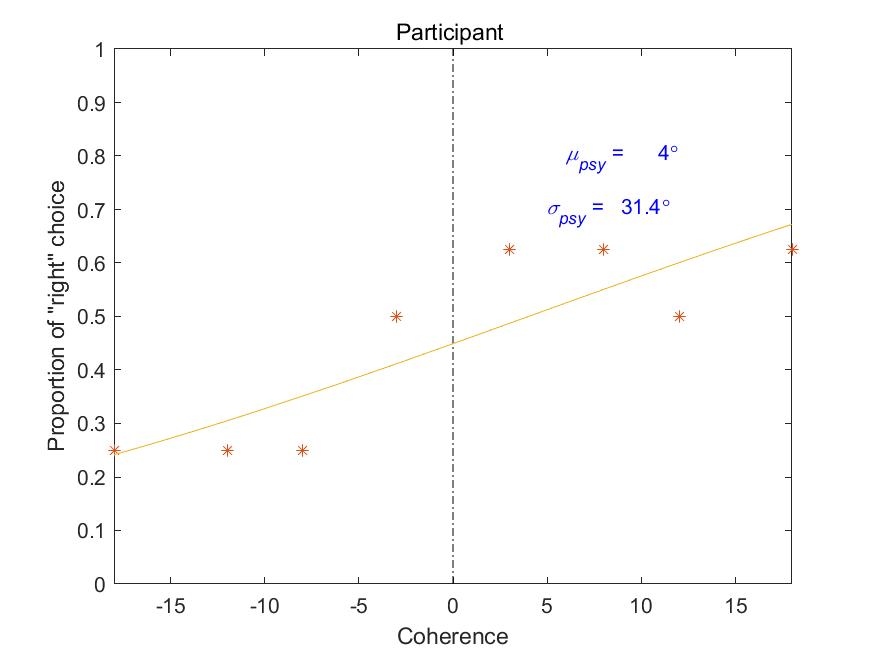 Participant
1
0.9
0.8
0.7
0.6
0.5
0.4
0.3
0.2
0.1
0
Proportion of "right" choice
μpsy = 4°
σpsy = 31.4°
-15 -10 -5 0 5 10 15
Coherence